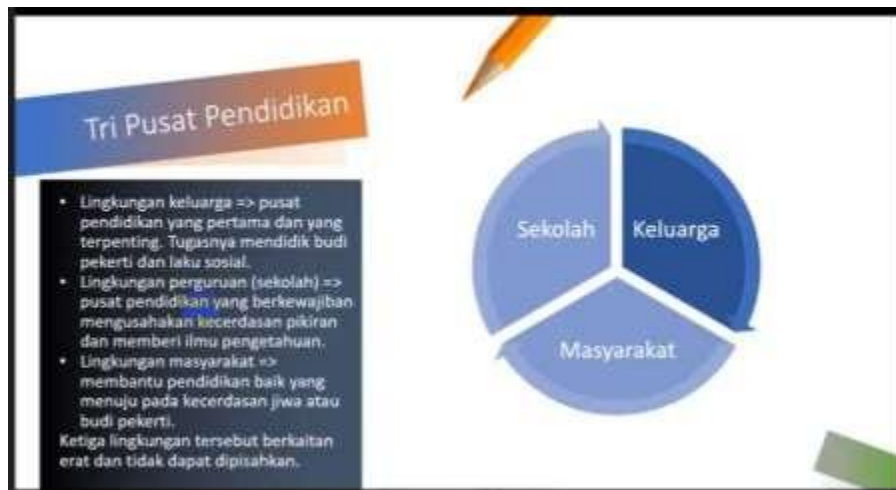 Tri Pusat Pendidikan
• Lingkungan keluarga => pusat
pendidikan yang pertama dan yang
terpenting. Tugasnya mendidik budi
pekerti dan laku sosial.
• Lingkungan perguruan (sekolah) =>
pusat pendidikan yang berkewajiban
mengusahakan kecerdasan pikiran
dan memberi ilmu pengetahuan.
• Lingkungan masyarakat =>
membantu pendidikan baik yang
menuju pada kecerdasan jiwa atau
budi pekerti.
Ketiga lingkungan tersebut berkaitan
erat dan tidak dapat dipisahkan.
Sekolah
Keluarga
Masyarakat